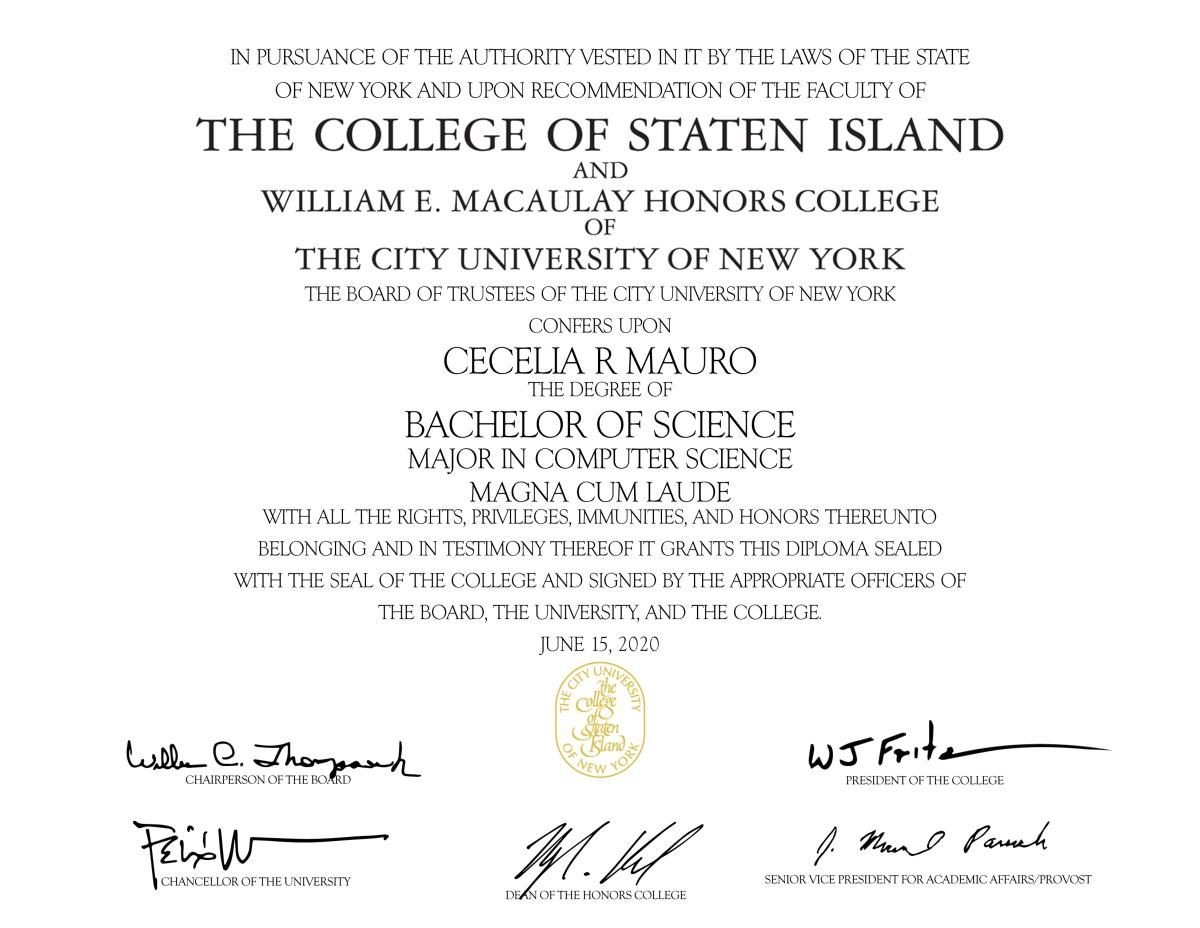 IN PURSUANCE OF THE AUTHORITY VESTED IN IT BY THE LAWS OF THE STATE
OF NEW YORK AND UPON RECOMMENDATION OF THE FACULTY OF
THE COLLEGE OF STATEN ISLAND
AND
WILLIAM E. MACAULAY HONORS COLLEGE
OF
THE CITY UNIVERSITY OF NEW YORK
THE BOARD OF TRUSTEES OF THE CITY UNIVERSITY OF NEW YORK
CONFERS UPON
CECELIA R MAURO
THE DEGREE OF
BACHELOR OF SCIENCE
MAJOR IN COMPUTER SCIENCE
MAGNA CUM LAUDE
WITH ALL THE RIGHTS, PRIVILEGES, IMMUNITIES, AND HONORS THEREUNTO
BELONGING AND IN TESTIMONY THEREOF IT GRANTS THIS DIPLOMA SEALED
WITH THE SEAL OF THE COLLEGE AND SIGNED BY THE APPROPRIATE OFFICERS OF
THE BOARD, THE UNIVERSITY, AND THE COLLEGE.
JUNE 15, 2020
THE CITY UNIVERSITY
the
College
of
Staten
Island
OF NEW YORK
C.
CHAIRPERSON OF THE BOARD
WJ Fritz
PRESIDENT OF THE COLLEGE
CHANCELLOR OF THE UNIVERSITY
DEAN OF THE HONORS COLLEGE
J.
SENIOR VICE PRESIDENT FOR ACADEMIC AFFAIRS/PROVOST